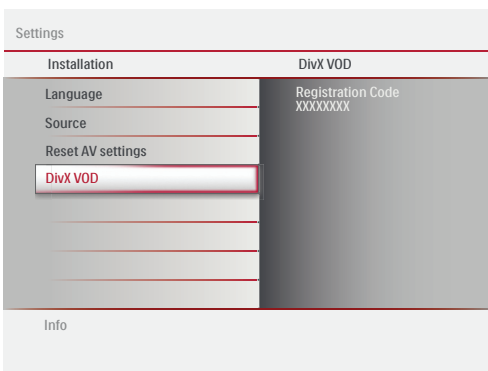 Settings
Installation
DivX VOD
Language
Registration Code
XXXXXXXX
Source
Reset AV settings
DivX VOD
Info